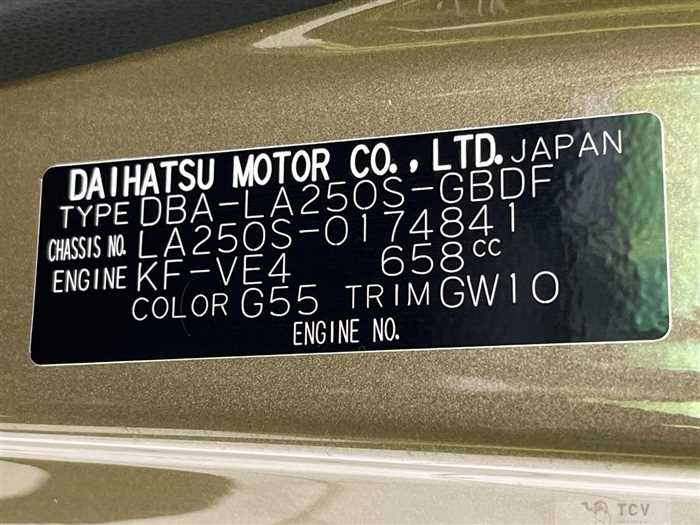 DAIHATSU MOTOR CO., LTD. JAPAN
TYPE DBA-LA250S-GBDF
CHASSIS NO. LA250S-0174841
ENGINE KF-VE4 658cc
COLOR G55 TRIM GW10
ENGINE NO.
TCV